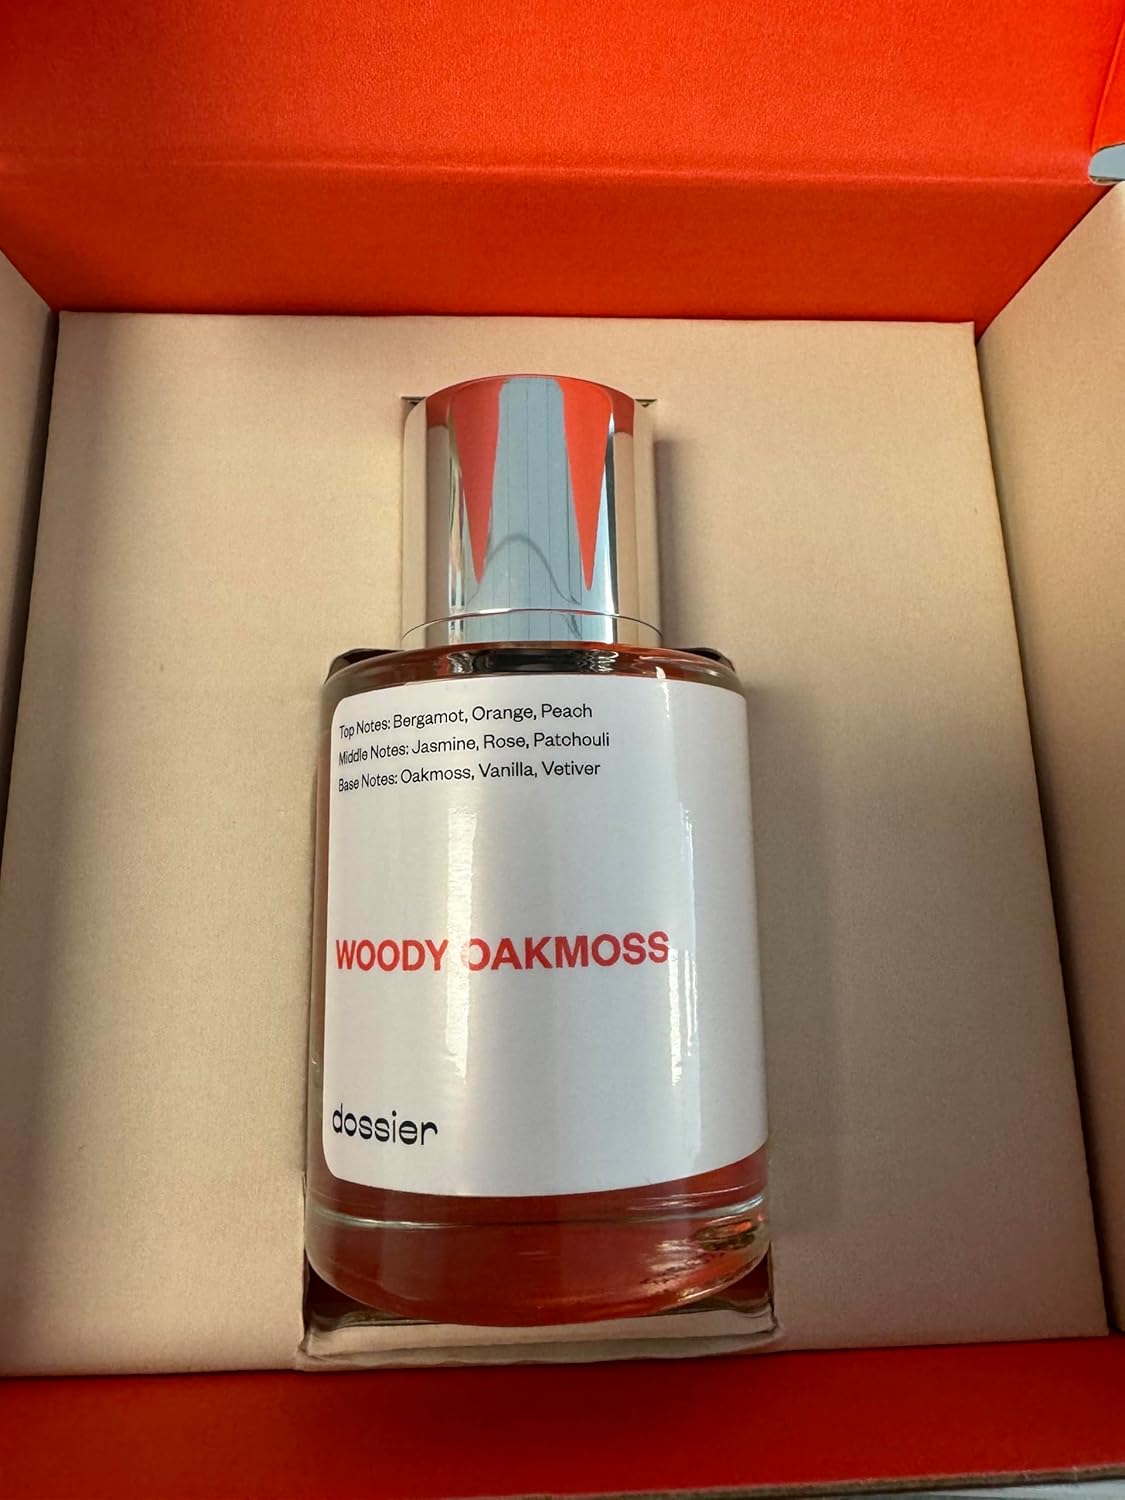 Top Notes: Bergamot, Orange, Peach
Middle Notes: Jasmine, Rose, Patchouli
Base Notes: Oakmoss, Vanilla, Vetiver
WOODY OAKMOSS
dossier